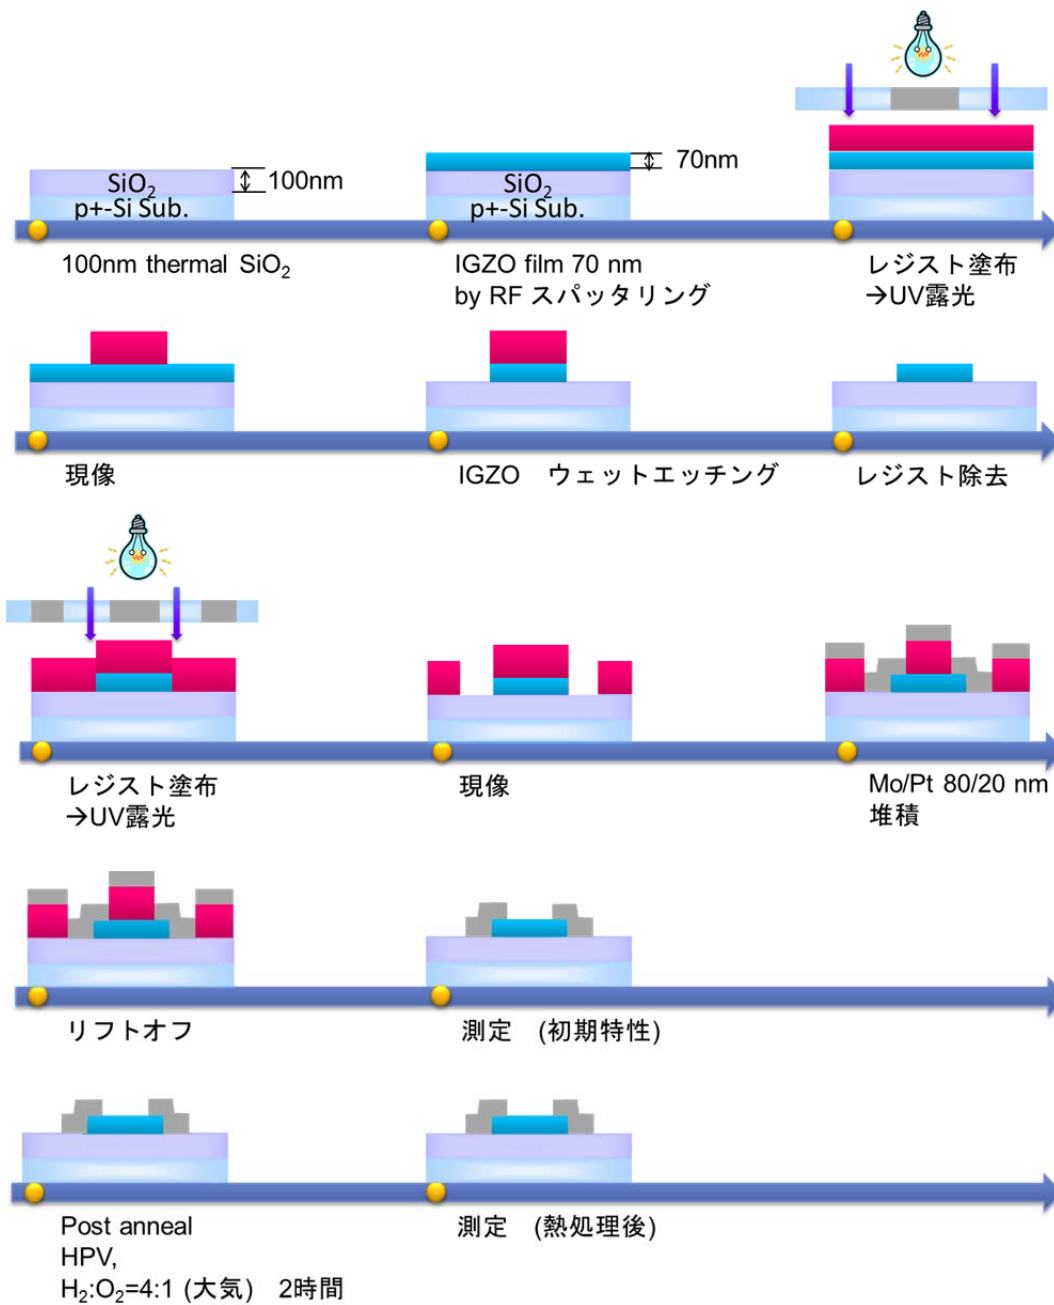 SiO₂
p+-Si Sub.
100nm
SiO₂
p+-Si Sub.
70nm
100nm thermal SiO₂
IGZO film 70 nm
by RF スパッタリング
レジスト塗布
→UV露光
現像
IGZO　ウェットエッチング
レジスト除去
レジスト塗布
→UV露光
現像
Mo/Pt 80/20 nm
堆積
リフトオフ
測定　(初期特性)
Post anneal
HPV,
H₂:O₂=4:1 (大気)　2時間
測定　(熱処理後)